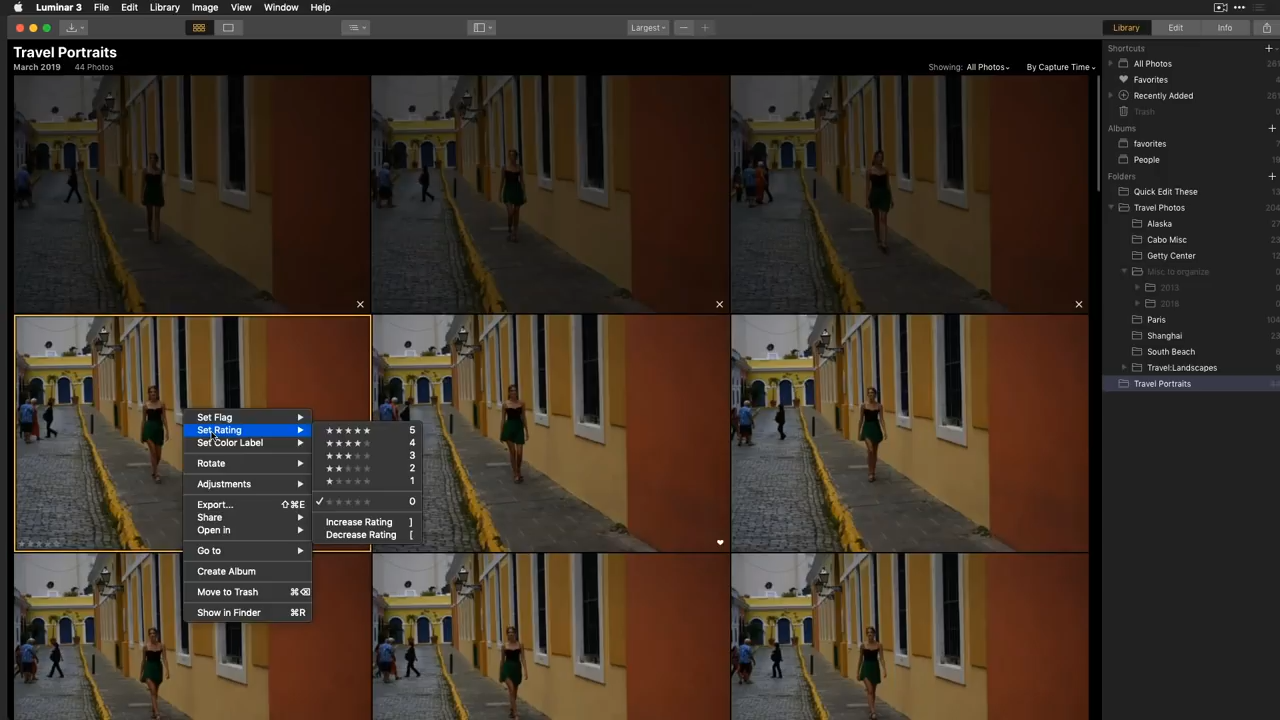 Luminar 3 File Edit Library Image View Window Help
Largest
Library Edit Info
Travel Portraits
March 2019 44 Photos
Showing: All Photos By Capture Time
Shortcuts
All Photos
Favorites
Recently Added
Trash
Albums
favorites
People
Folders
Quick Edit These
Travel Photos
Alaska
Cabo Misc
Getty Center
Misc to organize
2013
2016
Paris
Shanghai
South Beach
Travel:Landscapes
Travel Portraits
Set Flag
Set Rating
Set Color Label
Rotate
Adjustments
Export... ⇧⌘E
Share
Open in
Go to
Create Album
Move to Trash ⌘⌫
Show in Finder ⌘R
★★★★★ 5
★★★★★ 4
★★★★★ 3
★★★★★ 2
★★★★★ 1
✓ ★★★★★ 0
Increase Rating ]
Decrease Rating [